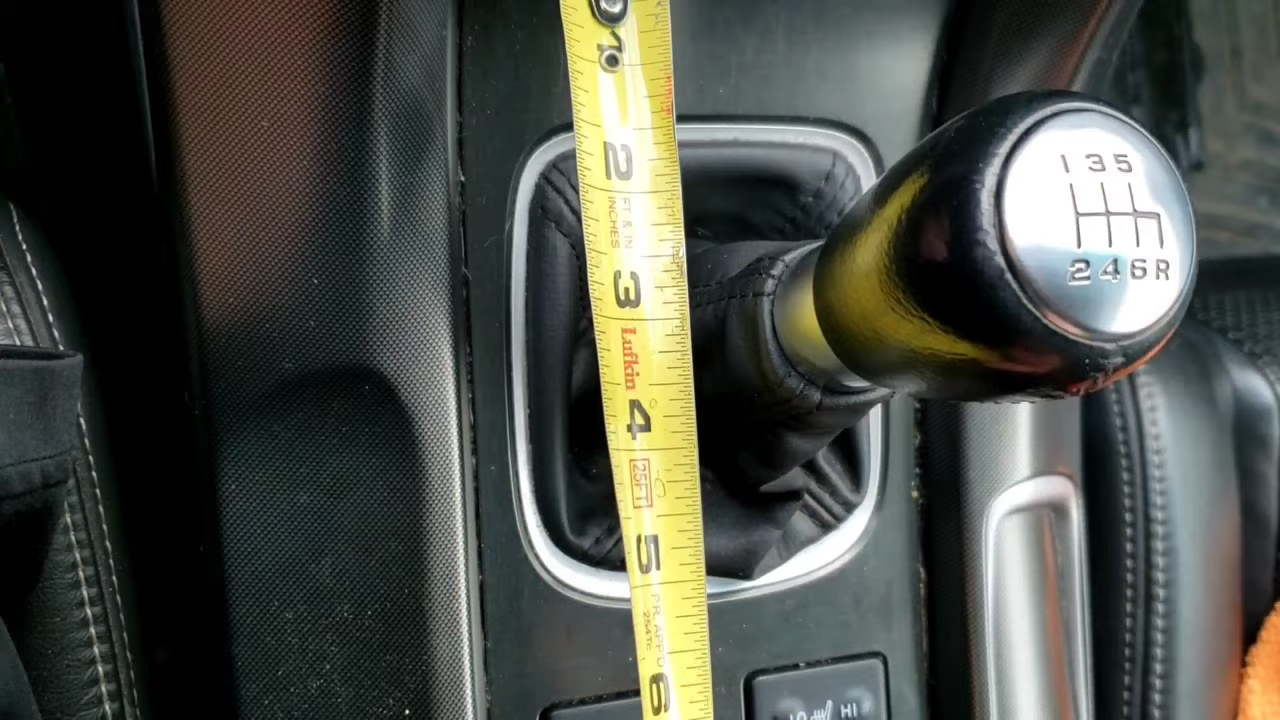 1
2
FT & IN
INCHES
3
Lufkin
4
25FT
5
6
1 3 5
2 4 6 R
HI